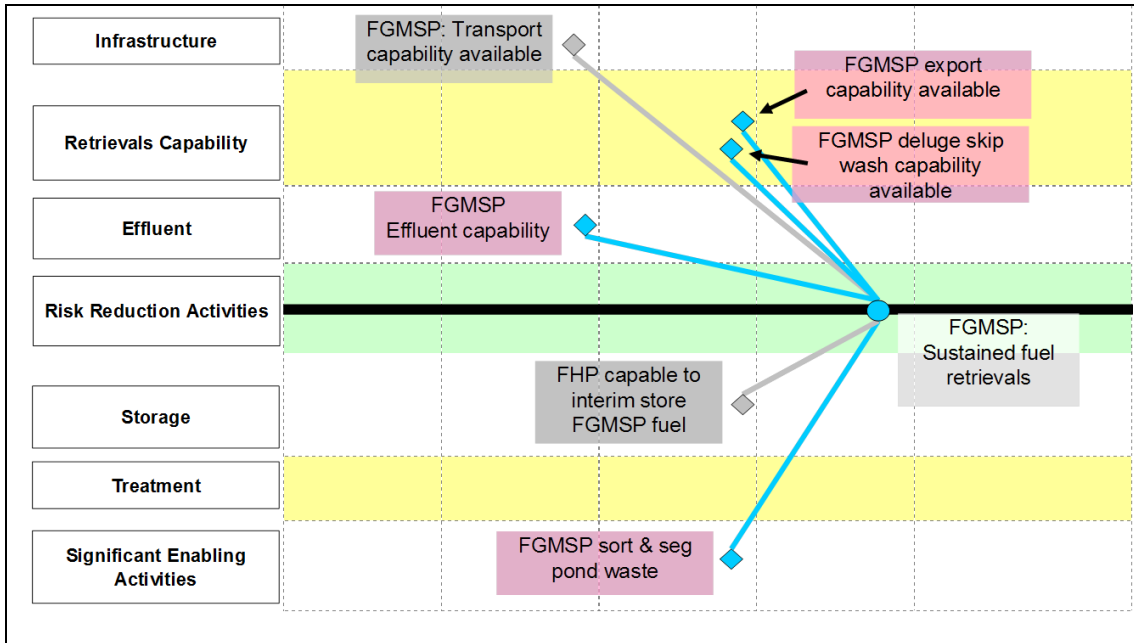 Infrastructure
FGMSP: Transport
capability available
FGMSP export
capability available
Retrievals Capability
FGMSP deluge skip
wash capability
available
FGMSP
Effluent capability
Effluent
Risk Reduction Activities
FGMSP:
Sustained fuel
retrievals
FHP capable to
interim store
FGMSP fuel
Storage
Treatment
FGMSP sort & seg
pond waste
Significant Enabling
Activities